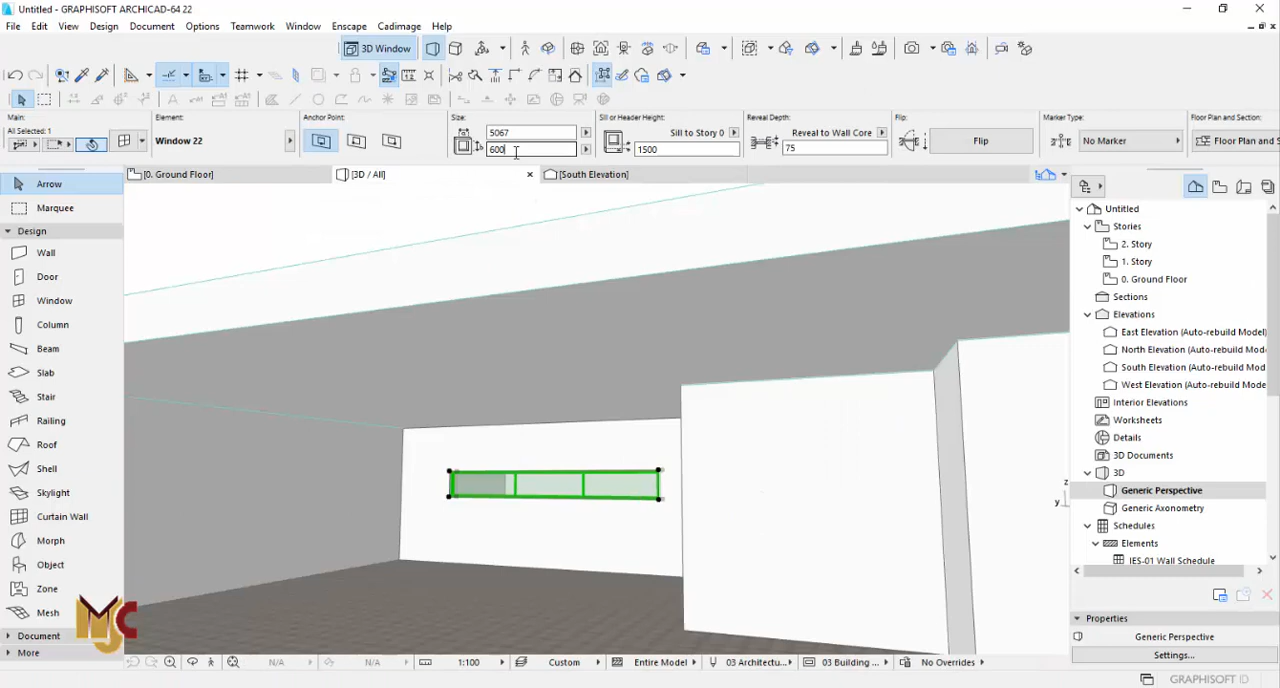 Untitled - GRAPHISOFT ARCHICAD-64 22
File Edit View Design Document Options Teamwork Window Enscape Cadimage Help
3D Window
Main:
All Selected: 1
Element:
Window 22
Anchor Point:
Size:
5067
600
Sill or Header Height:
Sill to Story 0
1500
Reveal Depth:
Reveal to Wall Core
75
Flip:
Flip
Marker Type:
No Marker
Floor Plan and Section:
Floor Plan and S
[0. Ground Floor]
[3D / All]
[South Elevation]
Arrow
Marquee
Design
Wall
Door
Window
Column
Beam
Slab
Stair
Railing
Roof
Shell
Skylight
Curtain Wall
Morph
Object
Zone
Mesh
Document
More
MJC
z
y
Untitled
Stories
2. Story
1. Story
0. Ground Floor
Sections
Elevations
East Elevation (Auto-rebuild Model)
North Elevation (Auto-rebuild Mod
South Elevation (Auto-rebuild Mod
West Elevation (Auto-rebuild Mode
Interior Elevations
Worksheets
Details
3D Documents
3D
Generic Perspective
Generic Axonometry
Schedules
Elements
IES-01 Wall Schedule
Properties
Generic Perspective
Settings...
N/A
N/A
1:100
Custom
Entire Model
03 Architectu...
03 Building ...
No Overrides
GRAPHISOFT ID